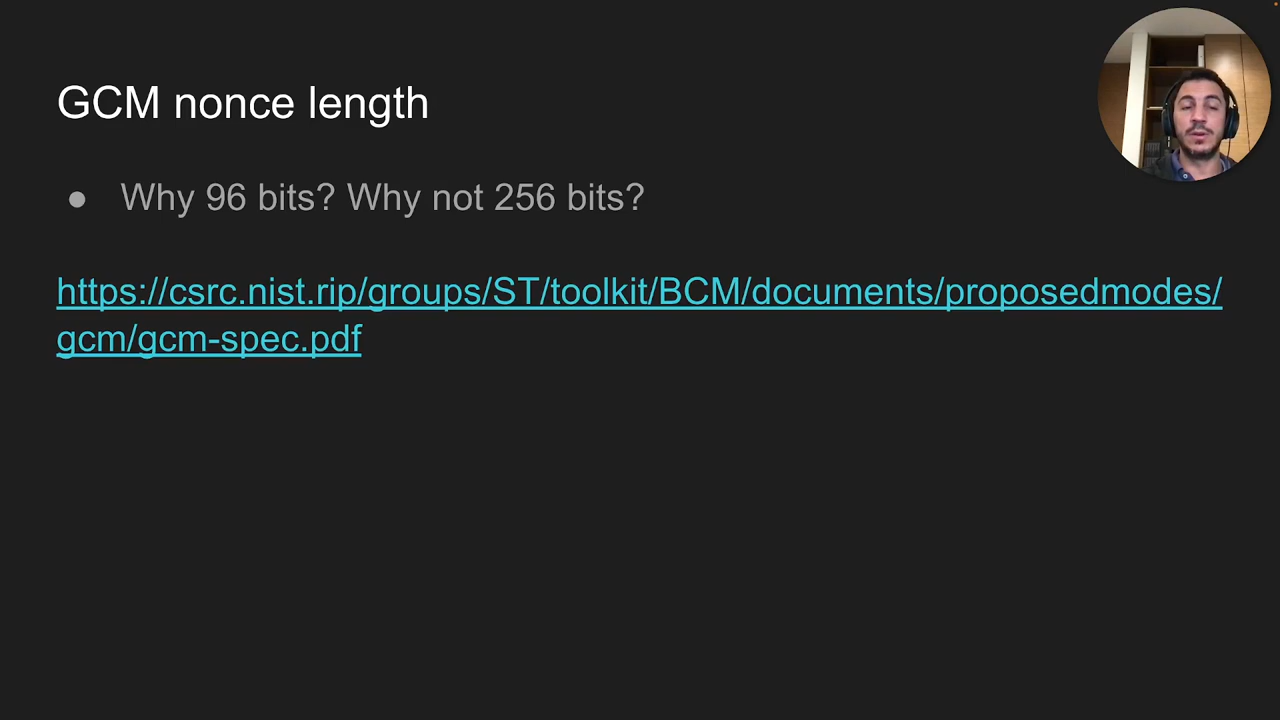 GCM nonce length
● Why 96 bits? Why not 256 bits?
https://csrc.nist.rip/groups/ST/toolkit/BCM/documents/proposedmodes/
gcm/gcm-spec.pdf